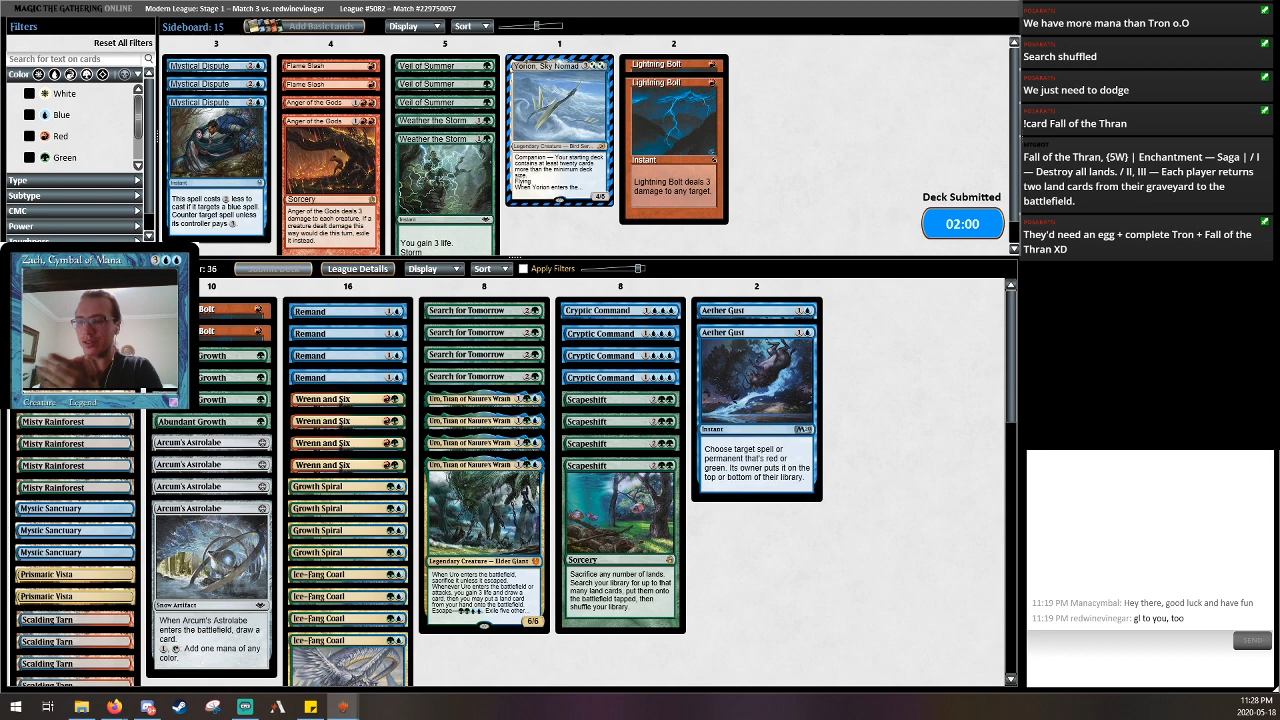 MAGIC THE GATHERING ONLINE
Modern League: Stage 1 – Match 3 vs. redwinevinegar
League #5082 – Match #229750057
Filters
Reset All Filters
Search for text on cards
Color
White
Blue
Red
Green
Type
Subtype
CMC
Power
Toughness
Sideboard: 15
Add Basic Lands
Display
Sort
3
4
5
1
2
Mystical Dispute
Mystical Dispute
Mystical Dispute
Instant
This spell costs 2 less to
cast if it targets a blue spell.
Counter target spell unless
its controller pays 3.
Flame Slash
Flame Slash
Anger of the Gods
Anger of the Gods
Sorcery
Anger of the Gods deals 3
damage to each creature. If a
creature dealt damage this
way would die this turn, exile
it instead.
Veil of Summer
Veil of Summer
Veil of Summer
Weather the Storm
Weather the Storm
Instant
You gain 3 life.
Storm
Yorion, Sky Nomad
Companion — Your starting deck
contains at least twenty cards
more than the minimum deck
size.
Flying
When Yorion enters the...
4/5
Lightning Bolt
Lightning Bolt
Instant
Lightning Bolt deals 3
damage to any target.
Deck Submitted
02:00
We have more mana than Tron o.O
Search shuffled
We just need to dodge
!card Fall of the Thran
Fall of the Thran, {5W} | Enchantment — Saga | / I
— Destroy all lands. / II, III — Each player returns
two land cards from their graveyard to the
battlefield.
They'd need an egg + complete Tron + Fall of the
Thran XD
Zach, Cymbal of Mana
Creature — Legend
: 36
Submit Deck
League Details
Display
Sort
Apply Filters
10
16
8
8
2
Misty Rainforest
Misty Rainforest
Misty Rainforest
Misty Rainforest
Mystic Sanctuary
Mystic Sanctuary
Mystic Sanctuary
Prismatic Vista
Prismatic Vista
Scalding Tarn
Scalding Tarn
Scalding Tarn
Scalding Tarn
Bolt
Bolt
Growth
Growth
Growth
Abundant Growth
Arcum's Astrolabe
Arcum's Astrolabe
Arcum's Astrolabe
Arcum's Astrolabe
Snow Artifact
When Arcum's Astrolabe
enters the battlefield, draw a
card.
1, : Add one mana of any
color.
Remand
Remand
Remand
Remand
Wrenn and Six
Wrenn and Six
Wrenn and Six
Wrenn and Six
Growth Spiral
Growth Spiral
Growth Spiral
Growth Spiral
Ice-Fang Coatl
Ice-Fang Coatl
Ice-Fang Coatl
Ice-Fang Coatl
Search for Tomorrow
Search for Tomorrow
Search for Tomorrow
Search for Tomorrow
Uro, Titan of Nature's Wrath
Uro, Titan of Nature's Wrath
Uro, Titan of Nature's Wrath
Uro, Titan of Nature's Wrath
Legendary Creature — Elder Giant
When Uro enters the battlefield,
sacrifice it unless it escaped.
Whenever Uro enters the battlefield or
attacks, you gain 3 life and draw a
card, then you may put a land card
from your hand onto the battlefield.
Exile five other...
6/6
Cryptic Command
Cryptic Command
Cryptic Command
Cryptic Command
Scapeshift
Scapeshift
Scapeshift
Scapeshift
Sorcery
Sacrifice any number of lands.
Search your library for up to that
many land cards, put them onto
the battlefield tapped, then
shuffle your library.
Aether Gust
Aether Gust
Instant
Choose target spell or
permanent that's red or
green. Its owner puts it on the
top or bottom of their library.
11:19 PM Manacymbal: Hey there, good luck and have fun
11:19 PM redwinevinegar: gl to you, too
SEND
11:28 PM
2020-05-18